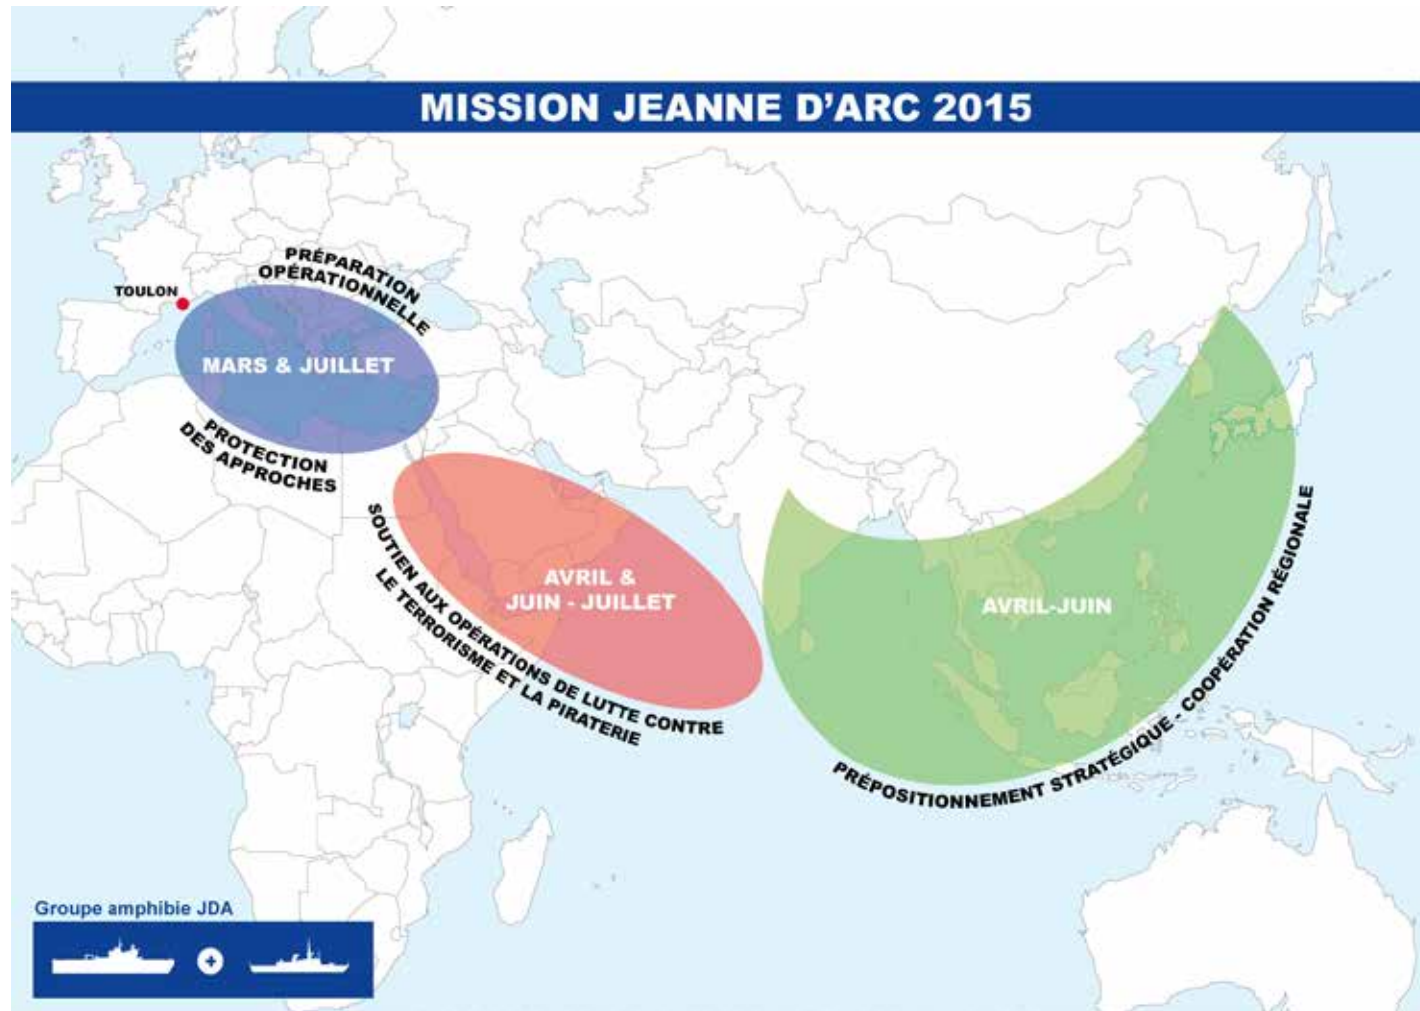 MISSION JEANNE D'ARC 2015
PRÉPARATION
OPÉRATIONNELLE
TOULON
MARS & JUILLET
PROTECTION
DES APPROCHES
AVRIL &
JUIN - JUILLET
SOUTIEN AUX OPÉRATIONS DE LUTTE CONTRE
LE TERRORISME ET LA PIRATERIE
AVRIL-JUIN
PRÉPOSITIONNEMENT STRATÉGIQUE - COOPÉRATION RÉGIONALE
Groupe amphibie JDA
+